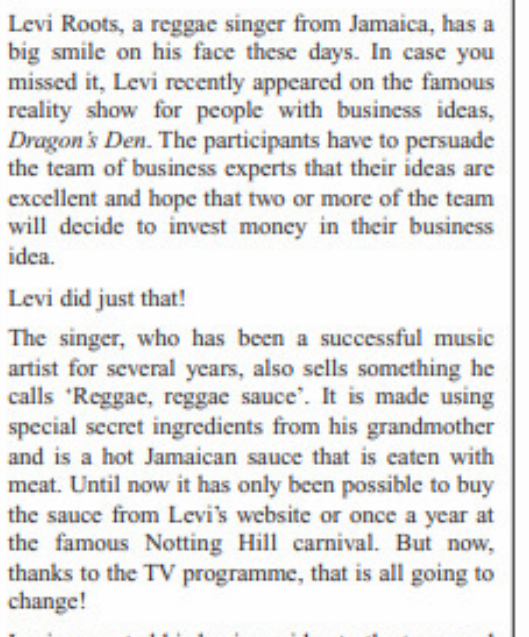 Levi Roots, a reggae singer from Jamaica, has a
big smile on his face these days. In case you
missed it, Levi recently appeared on the famous
reality show for people with business ideas,
Dragon's Den. The participants have to persuade
the team of business experts that their ideas are
excellent and hope that two or more of the team
will decide to invest money in their business
idea.
Levi did just that!
The singer, who has been a successful music
artist for several years, also sells something he
calls ‘Reggae, reggae sauce’. It is made using
special secret ingredients from his grandmother
and is a hot Jamaican sauce that is eaten with
meat. Until now it has only been possible to buy
the sauce from Levi's website or once a year at
the famous Notting Hill carnival. But now,
thanks to the TV programme, that is all going to
change!